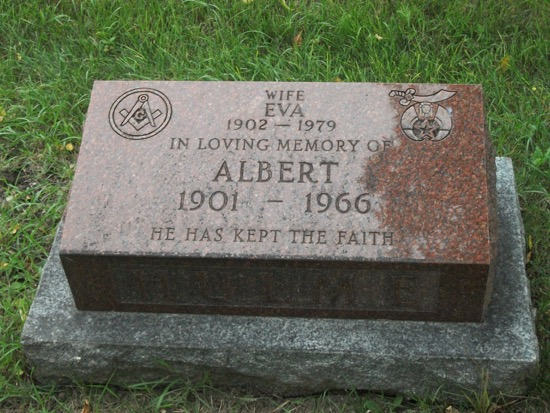 WIFE
EVA
1902 — 1979
IN LOVING MEMORY OF
ALBERT
1901 – 1966
HE HAS KEPT THE FAITH
G